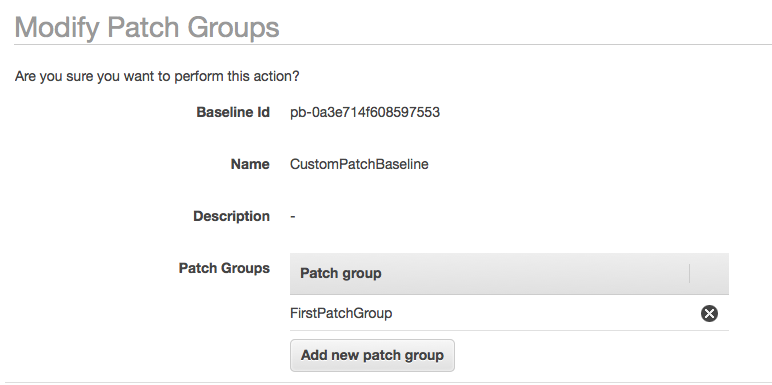 Modify Patch Groups
Are you sure you want to perform this action?
Baseline Id pb-0a3e714f608597553
Name CustomPatchBaseline
Description -
Patch Groups Patch group
FirstPatchGroup
Add new patch group